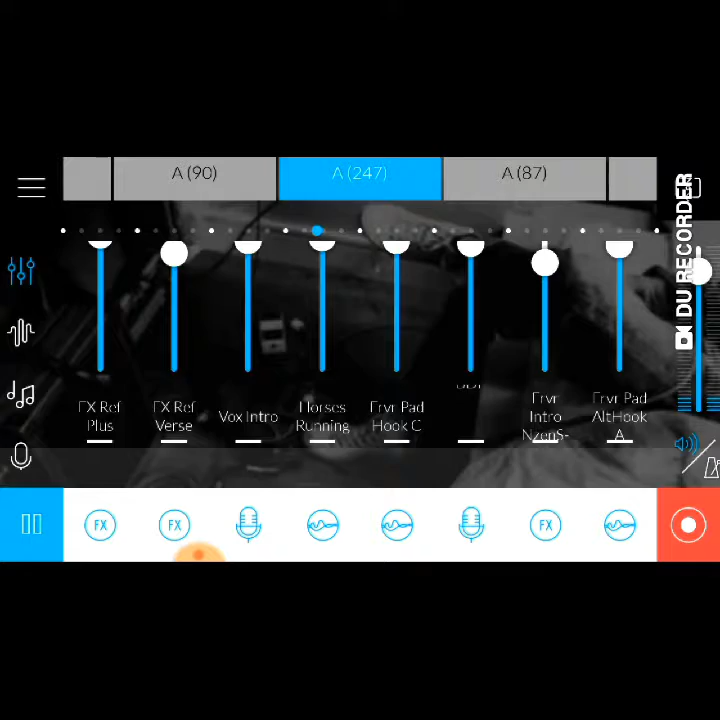 A (90)
A (247)
A (87)
DU RECORDER
FX Ref
Plus
FX Ref
Verse
Vox Intro
Horses
Running
Frvr Pad
Hook C
Frvr
Intro
NzenS-
Frvr Pad
AltHook
A
FX
FX
FX